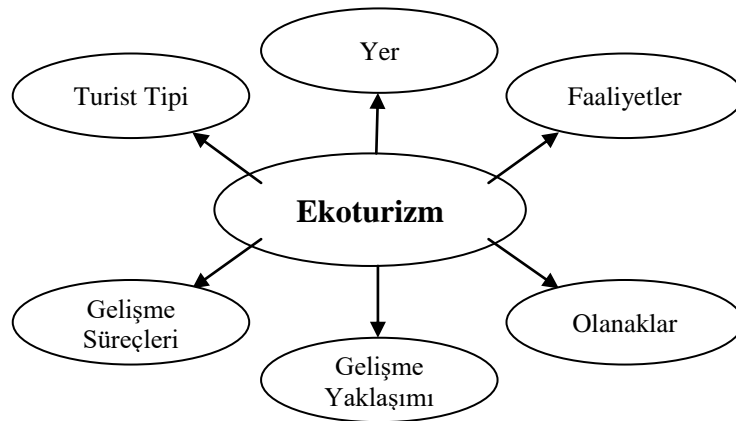 Yer
Turist Tipi
Faaliyetler
Ekoturizm
Gelişme
Süreçleri
Olanaklar
Gelişme
Yaklaşımı